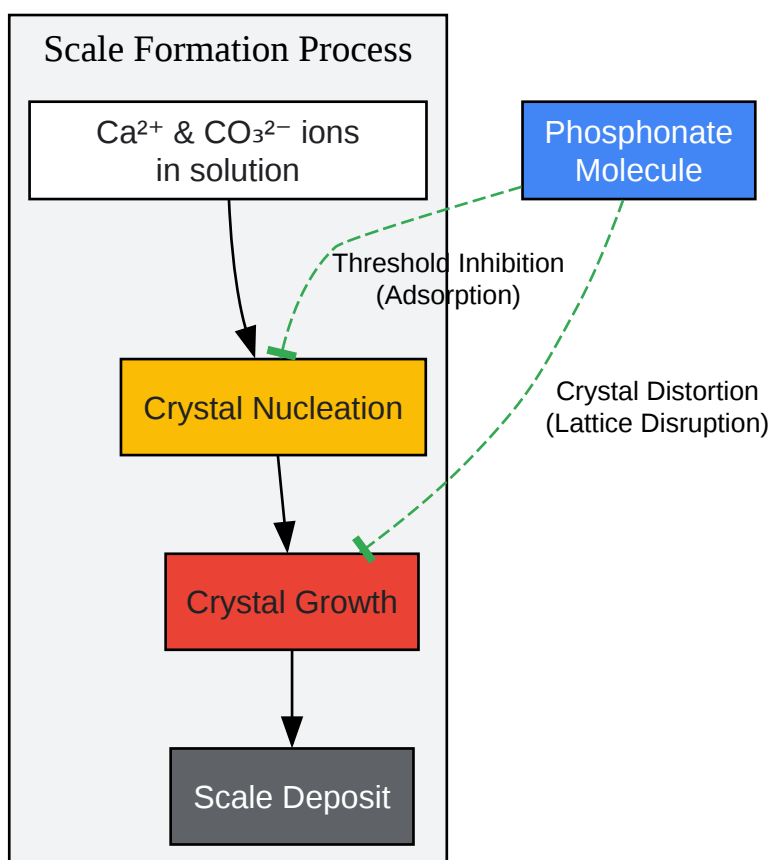 Scale Formation Process
Ca²⁺ & CO₃²⁻ ions
in solution
Phosphonate
Molecule
Threshold Inhibition
(Adsorption)
Crystal Distortion
(Lattice Disruption)
Crystal Nucleation
Crystal Growth
Scale Deposit